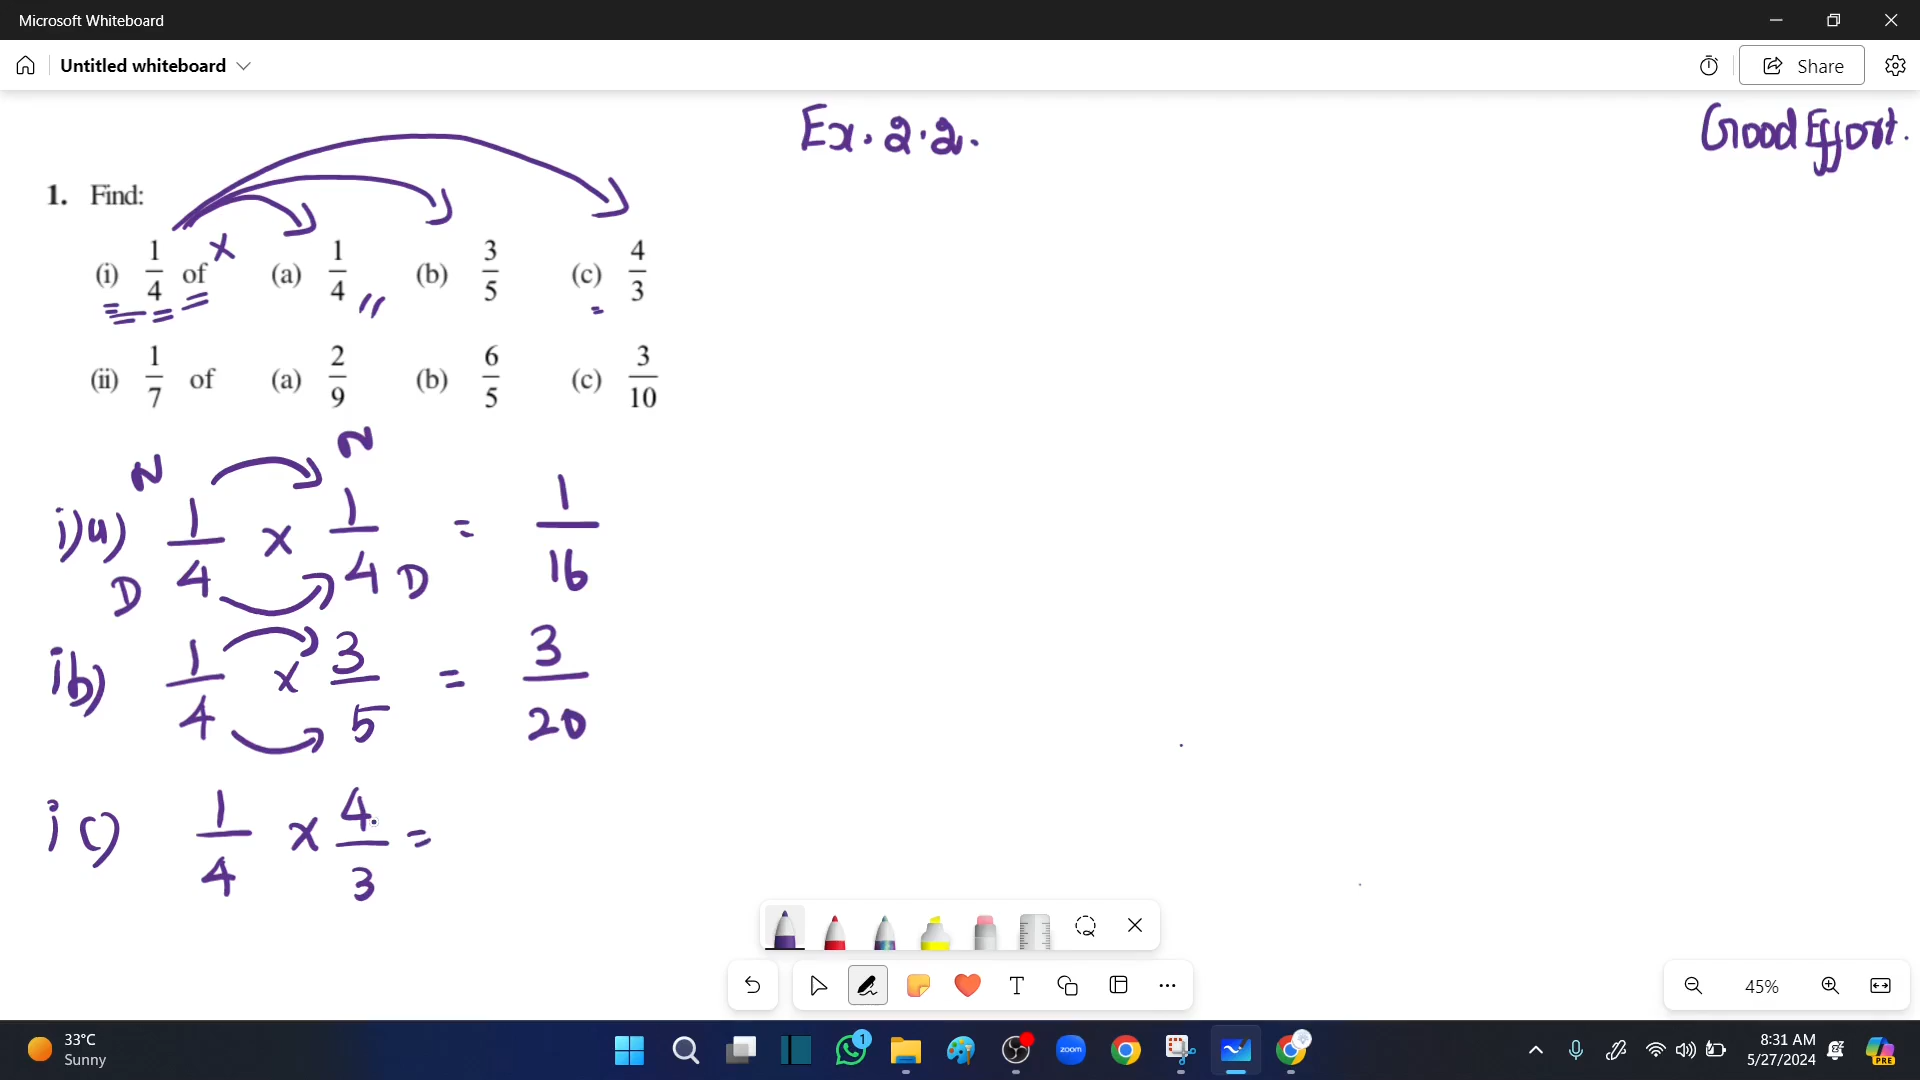 Microsoft Whiteboard
Untitled whiteboard
Share
Ex. 2.2.
Good Effort.
1. Find:
(i) 1/4 of × (a) 1/4 (b) 3/5 (c) 4/3
(ii) 1/7 of (a) 2/9 (b) 6/5 (c) 3/10
N N
i)a) 1/4 × 1/4 = 1/16
D D
ib) 1/4 × 3/5 = 3/20
i c) 1/4 × 4/3 =
45%
33°C
Sunny
1
zoom
8:31 AM
5/27/2024
PRE